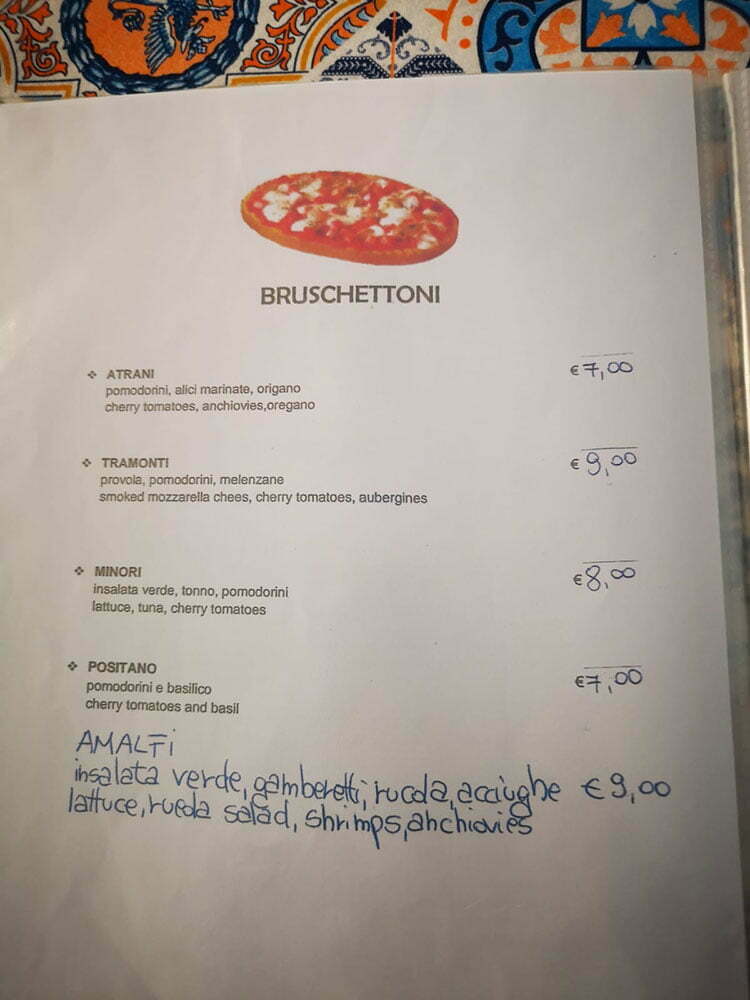 BRUSCHETTONI
❖ ATRANI € 7,00
pomodorini, alici marinate, origano
cherry tomatoes, anchiovies,oregano
❖ TRAMONTI € 9,00
provola, pomodorini, melenzane
smoked mozzarella chees, cherry tomatoes, aubergines
❖ MINORI € 8,00
insalata verde, tonno, pomodorini
lattuce, tuna, cherry tomatoes
❖ POSITANO € 7,00
pomodorini e basilico
cherry tomatoes and basil
AMALFi
insalata verde, gamberetti, rucola, acciughe € 9,00
lattuce, rucola salad, shrimps, anchiovies